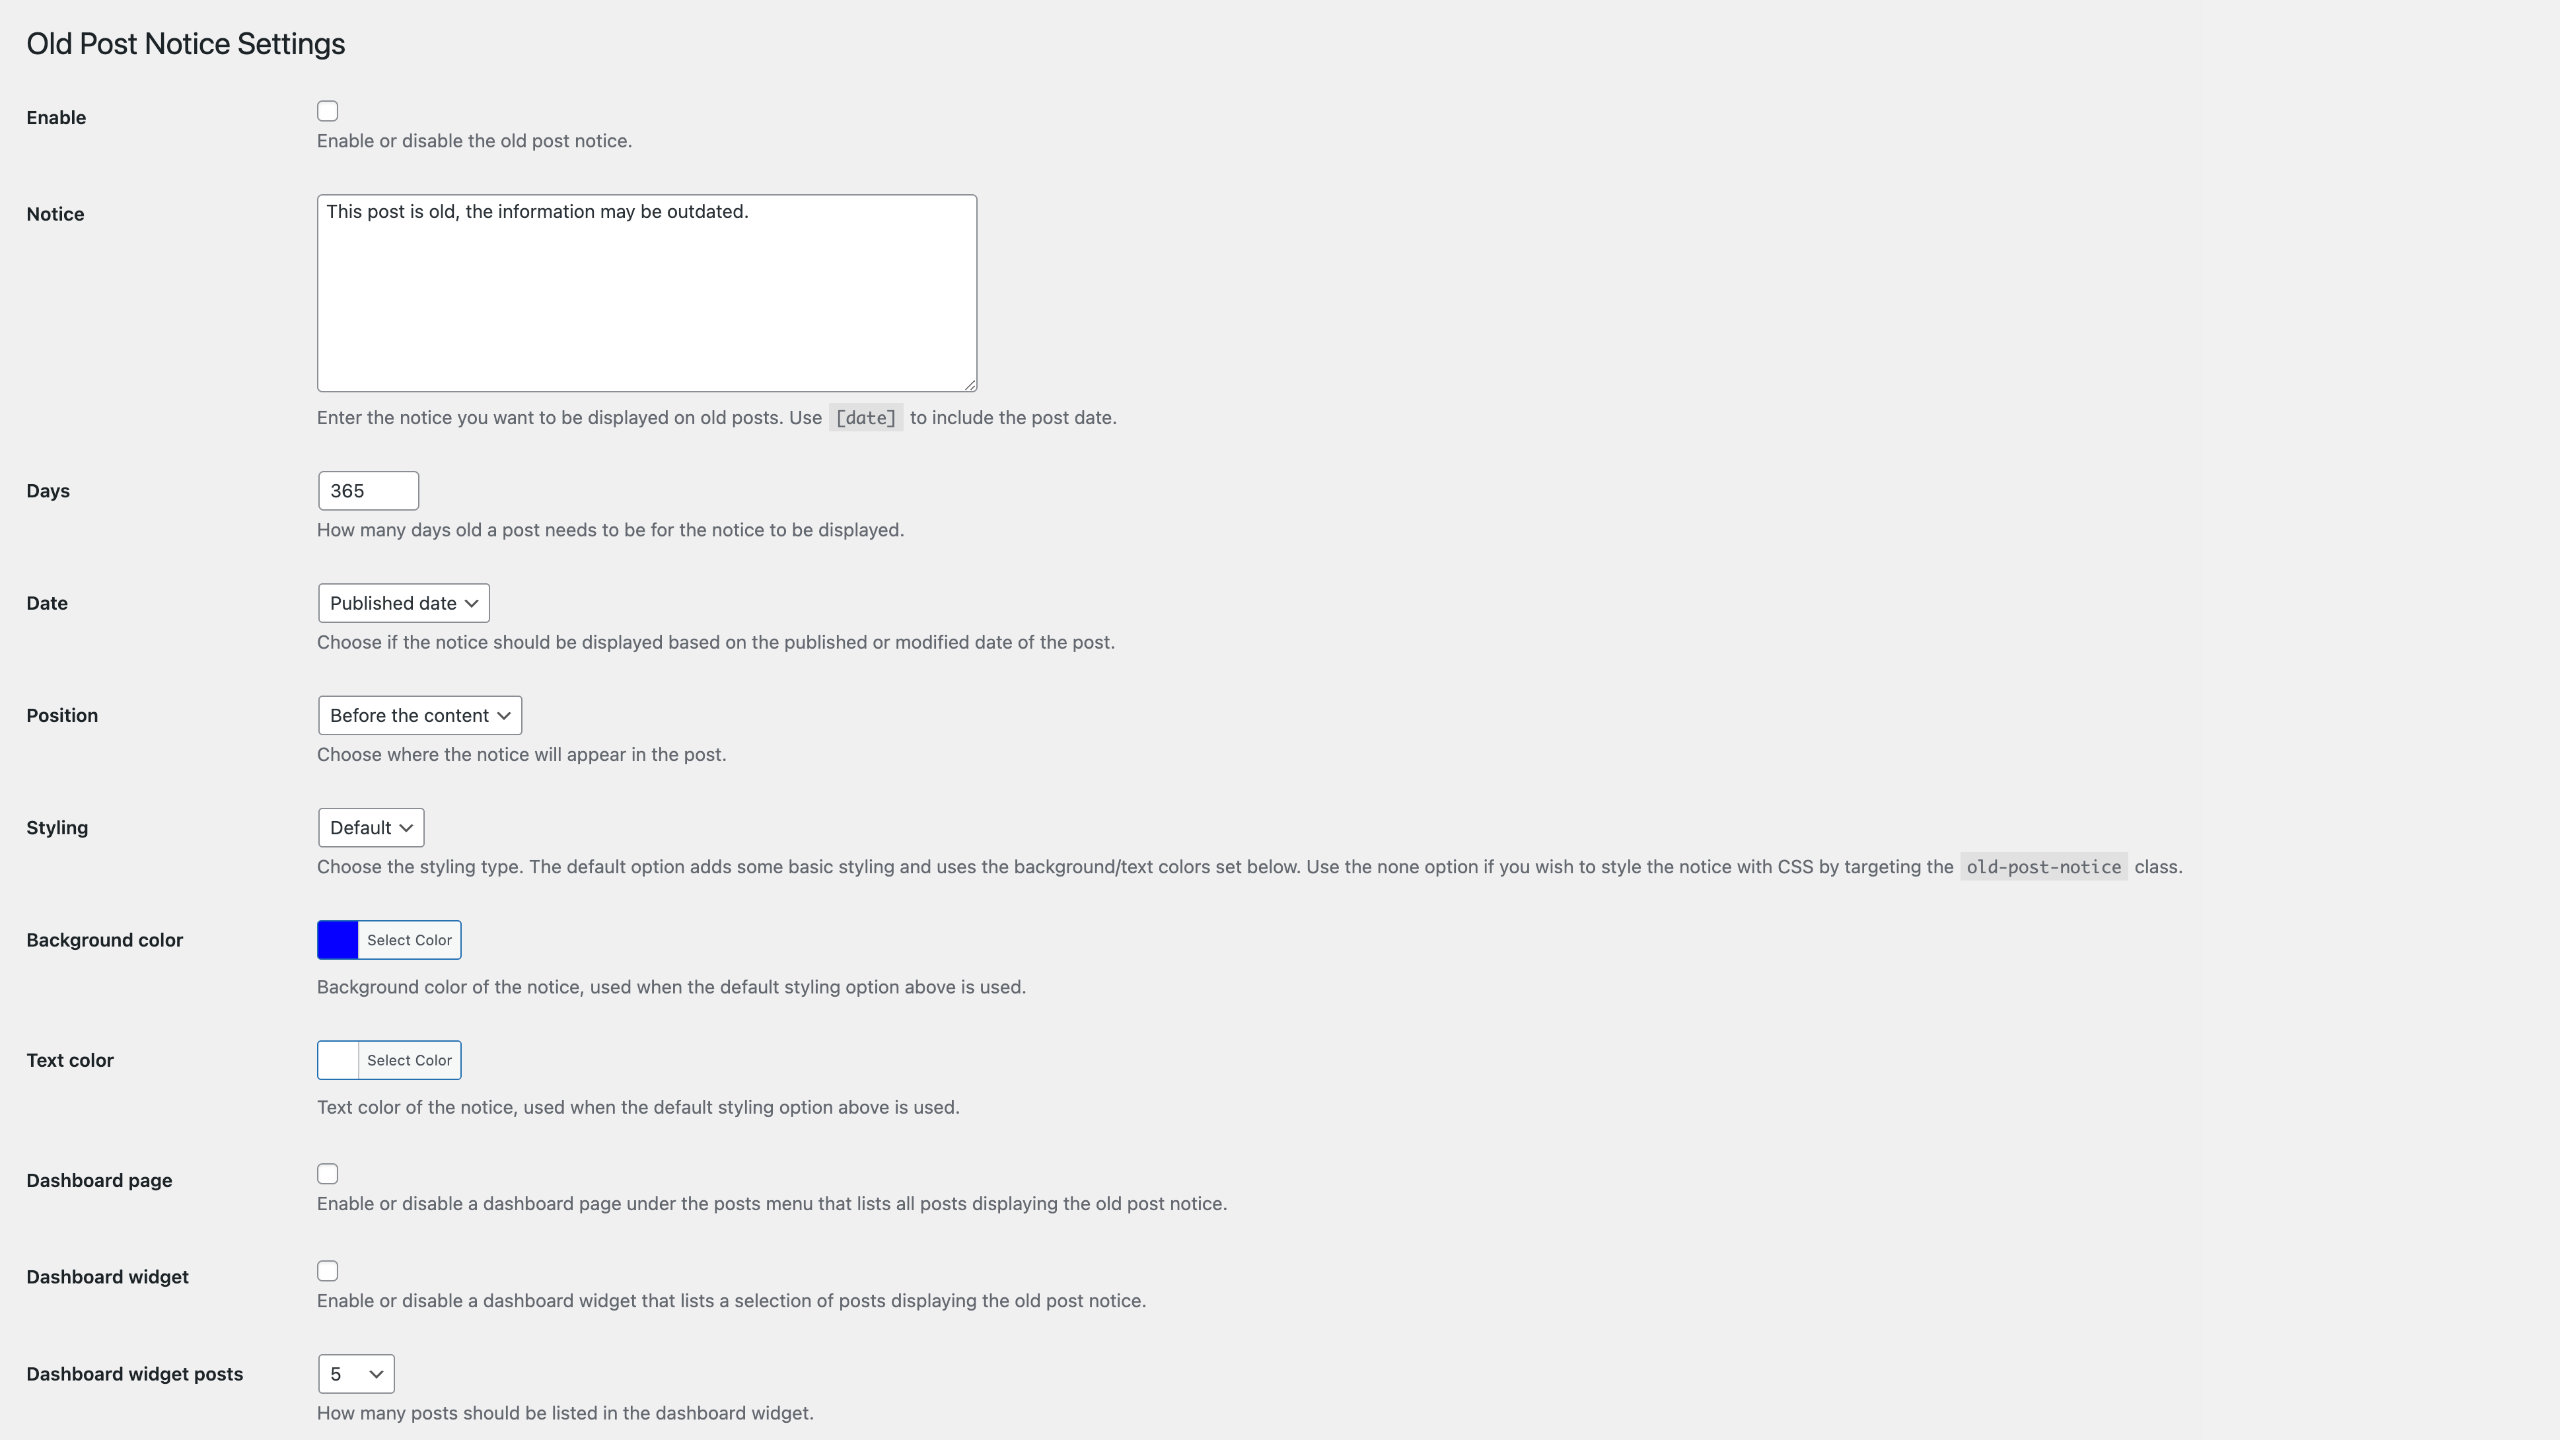 Old Post Notice Settings
Enable
Enable or disable the old post notice.
Notice
This post is old, the information may be outdated.
Enter the notice you want to be displayed on old posts. Use [date] to include the post date.
Days
365
How many days old a post needs to be for the notice to be displayed.
Date
Published date
Choose if the notice should be displayed based on the published or modified date of the post.
Position
Before the content
Choose where the notice will appear in the post.
Styling
Default
Choose the styling type. The default option adds some basic styling and uses the background/text colors set below. Use the none option if you wish to style the notice with CSS by targeting the old-post-notice class.
Background color
Select Color
Background color of the notice, used when the default styling option above is used.
Text color
Select Color
Text color of the notice, used when the default styling option above is used.
Dashboard page
Enable or disable a dashboard page under the posts menu that lists all posts displaying the old post notice.
Dashboard widget
Enable or disable a dashboard widget that lists a selection of posts displaying the old post notice.
Dashboard widget posts
5
How many posts should be listed in the dashboard widget.